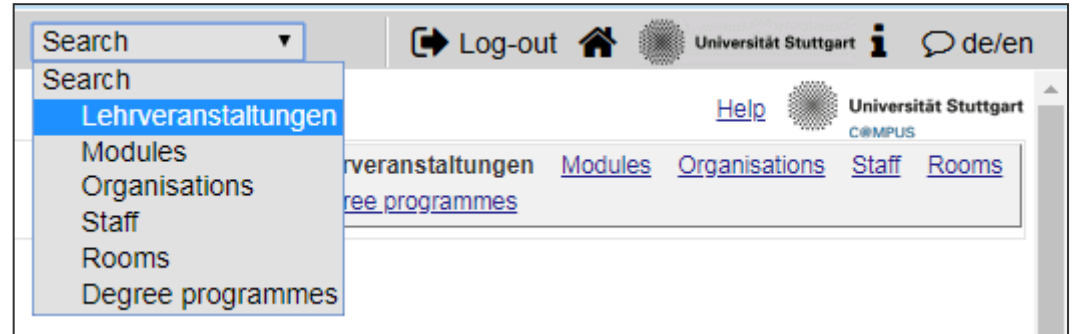 Search Log-out Universität Stuttgart de/en
Search
Lehrveranstaltungen
Help Universität Stuttgart
C@MPUS
Modules
rveranstaltungen Modules Organisations Staff Rooms
Organisations
ree programmes
Staff
Rooms
Degree programmes